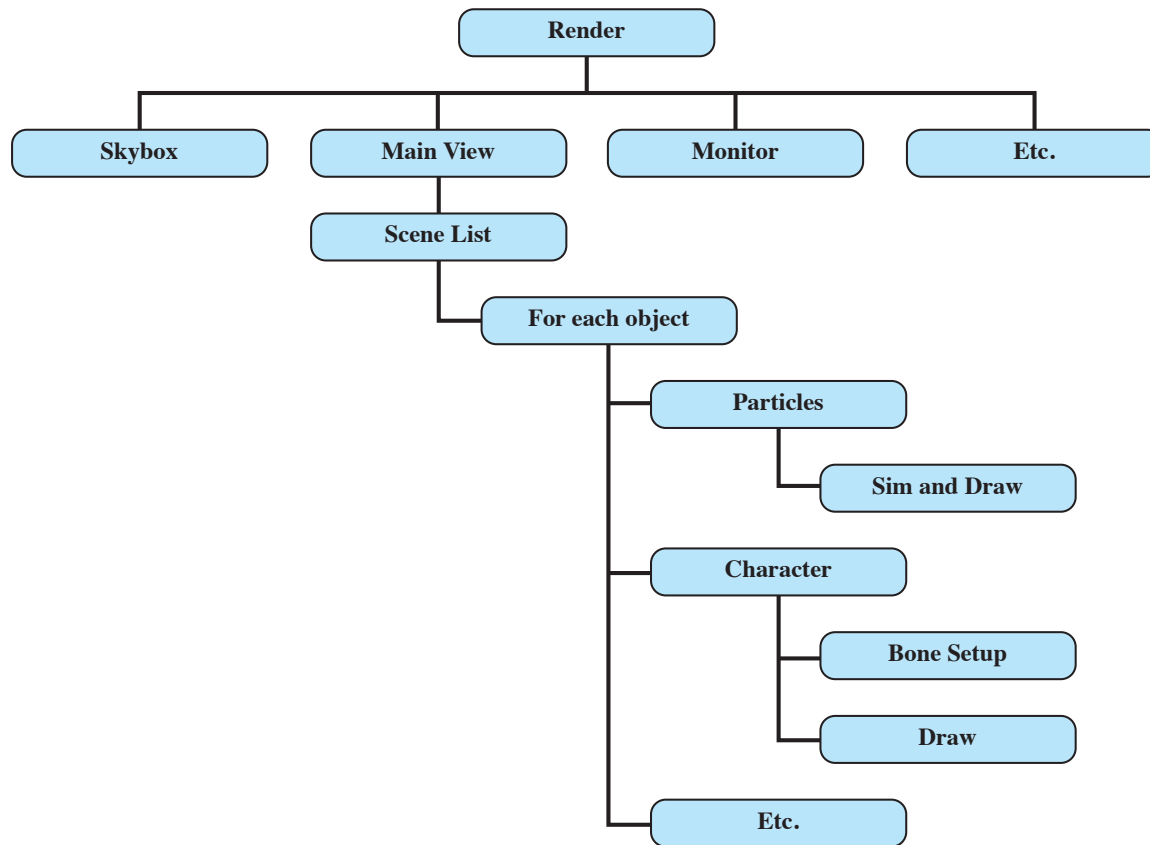 Render
Skybox
Main View
Monitor
Etc.
Scene List
For each object
Particles
Sim and Draw
Character
Bone Setup
Draw
Etc.